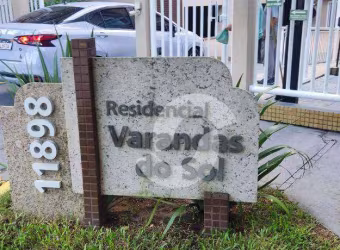 11898
Residencial
Varandas
do Sol